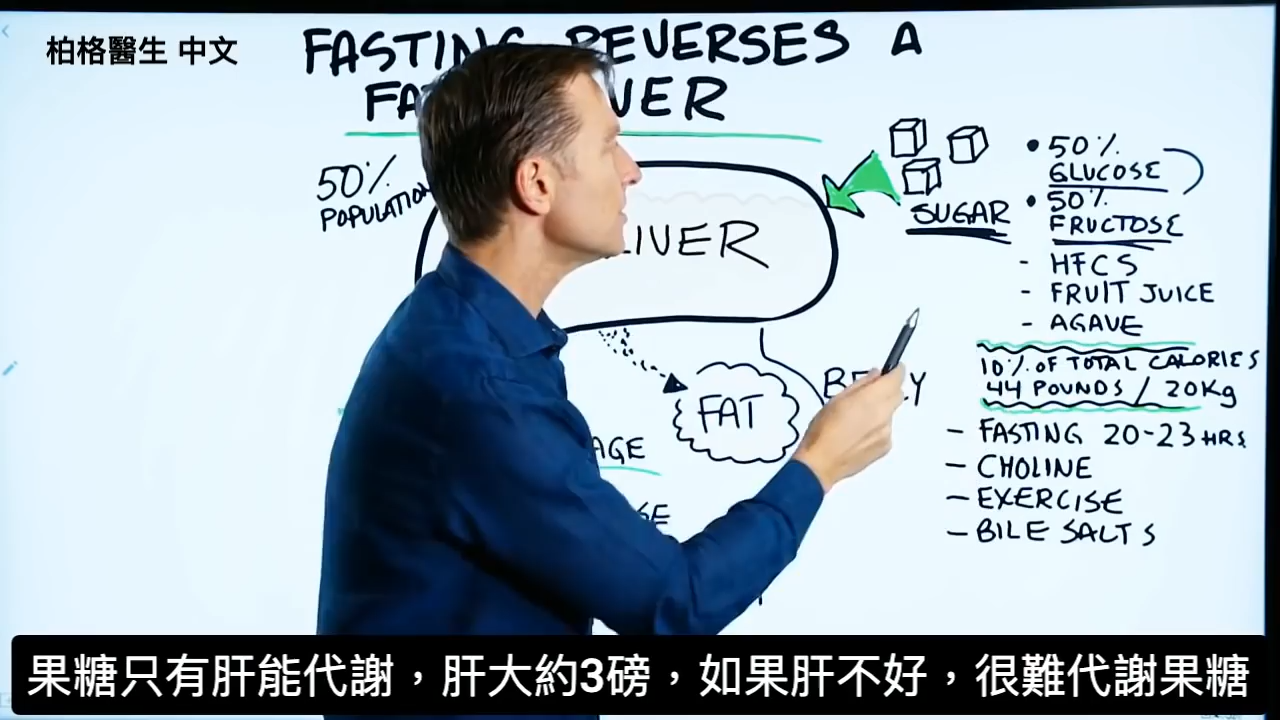 柏格醫生 中文
FASTING REVERSES A
LIVER
50%
POPULATION
LIVER
SUGAR
• 50%
GLUCOSE
• 50%
FRUCTOSE
- HFCS
- FRUIT JUICE
- AGAVE
10% OF TOTAL CALORIES
44 POUNDS / 20Kg
FAT
- FASTING 20-23 HRS
- CHOLINE
- EXERCISE
- BILE SALTS
果糖只有肝能代謝，肝大約3磅，如果肝不好，很難代謝果糖